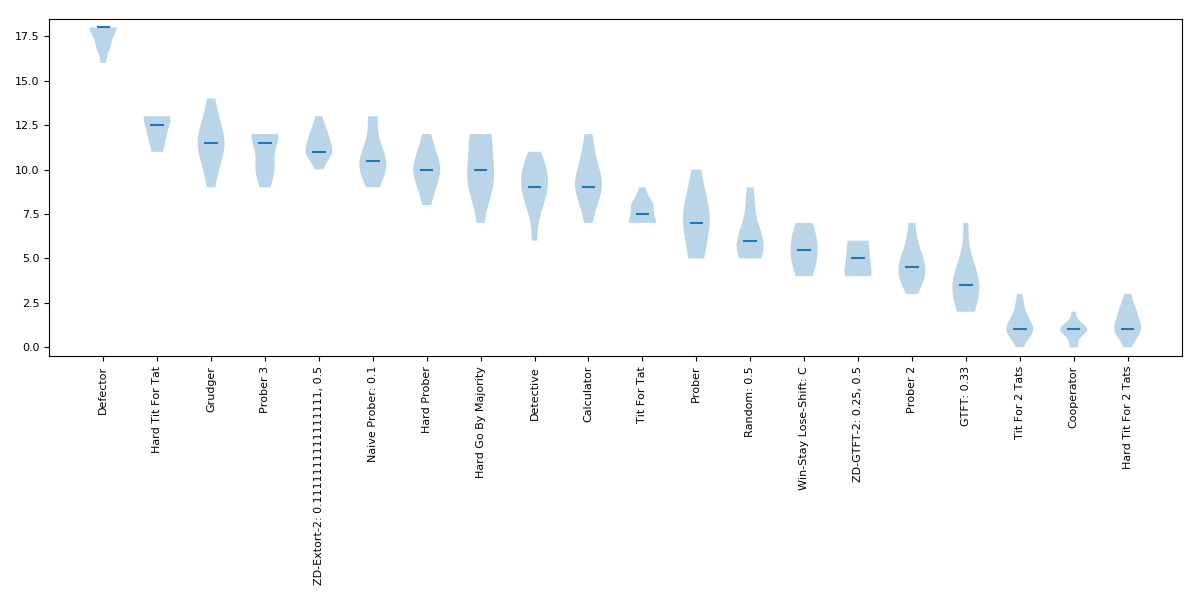 17.5
15.0
12.5
10.0
7.5
5.0
2.5
0.0
Defector
Hard Tit For Tat
Grudger
Prober 3
ZD-Extort-2: 0.1111111111111111, 0.5
Naive Prober: 0.1
Hard Prober
Hard Go By Majority
Detective
Calculator
Tit For Tat
Prober
Random: 0.5
Win-Stay Lose-Shift: C
ZD-GTFT-2: 0.25, 0.5
Prober 2
GTFT: 0.33
Tit For 2 Tats
Cooperator
Hard Tit For 2 Tats